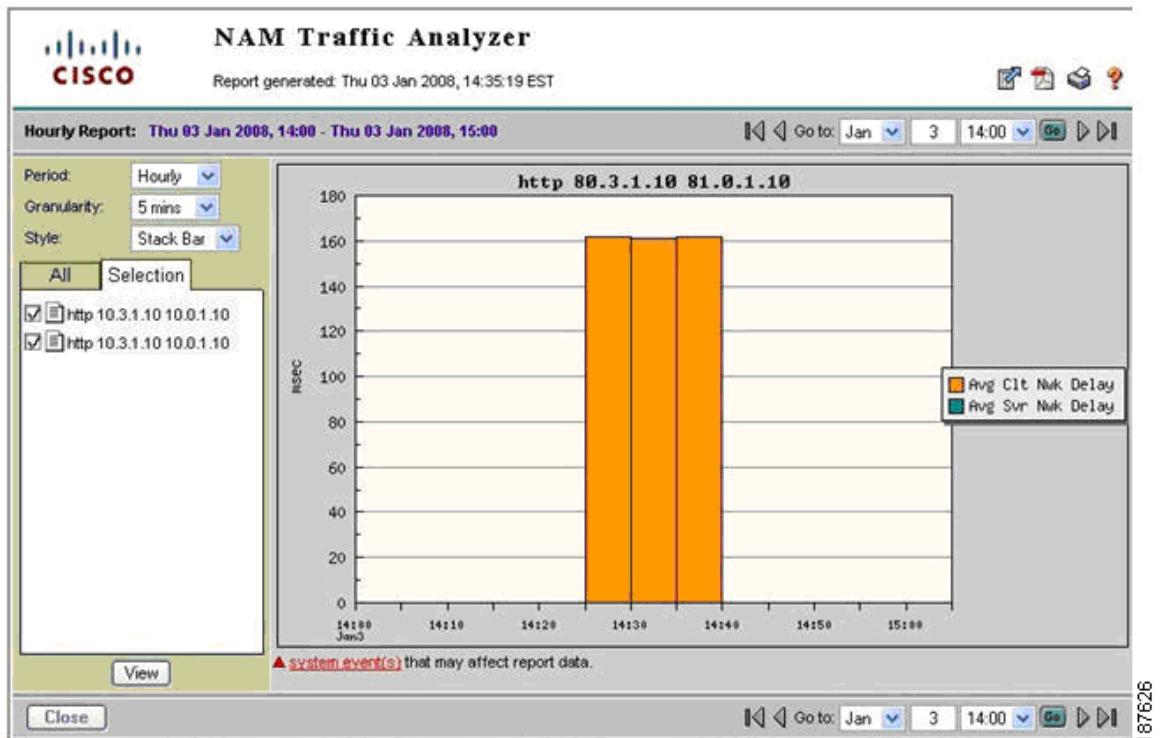 CISCO
NAM Traffic Analyzer
Report generated: Thu 03 Jan 2008, 14:35:19 EST
Hourly Report: Thu 03 Jan 2008, 14:00 - Thu 03 Jan 2008, 15:00
Go to: Jan 3 14:00 Go
Period: Hourly
Granularity: 5 mins
Style: Stack Bar
All Selection
http 10.3.1.10 10.0.1.10
http 10.3.1.10 10.0.1.10
View
http 80.3.1.10 81.0.1.10
180
160
140
120
100
80
60
40
20
0
msec
14:00 14:10 14:20 14:30 14:40 14:50 15:00
Jan3
Avg Clt Nwk Delay
Avg Svr Nwk Delay
system event(s) that may affect report data.
Close
Go to: Jan 3 14:00 Go
87626